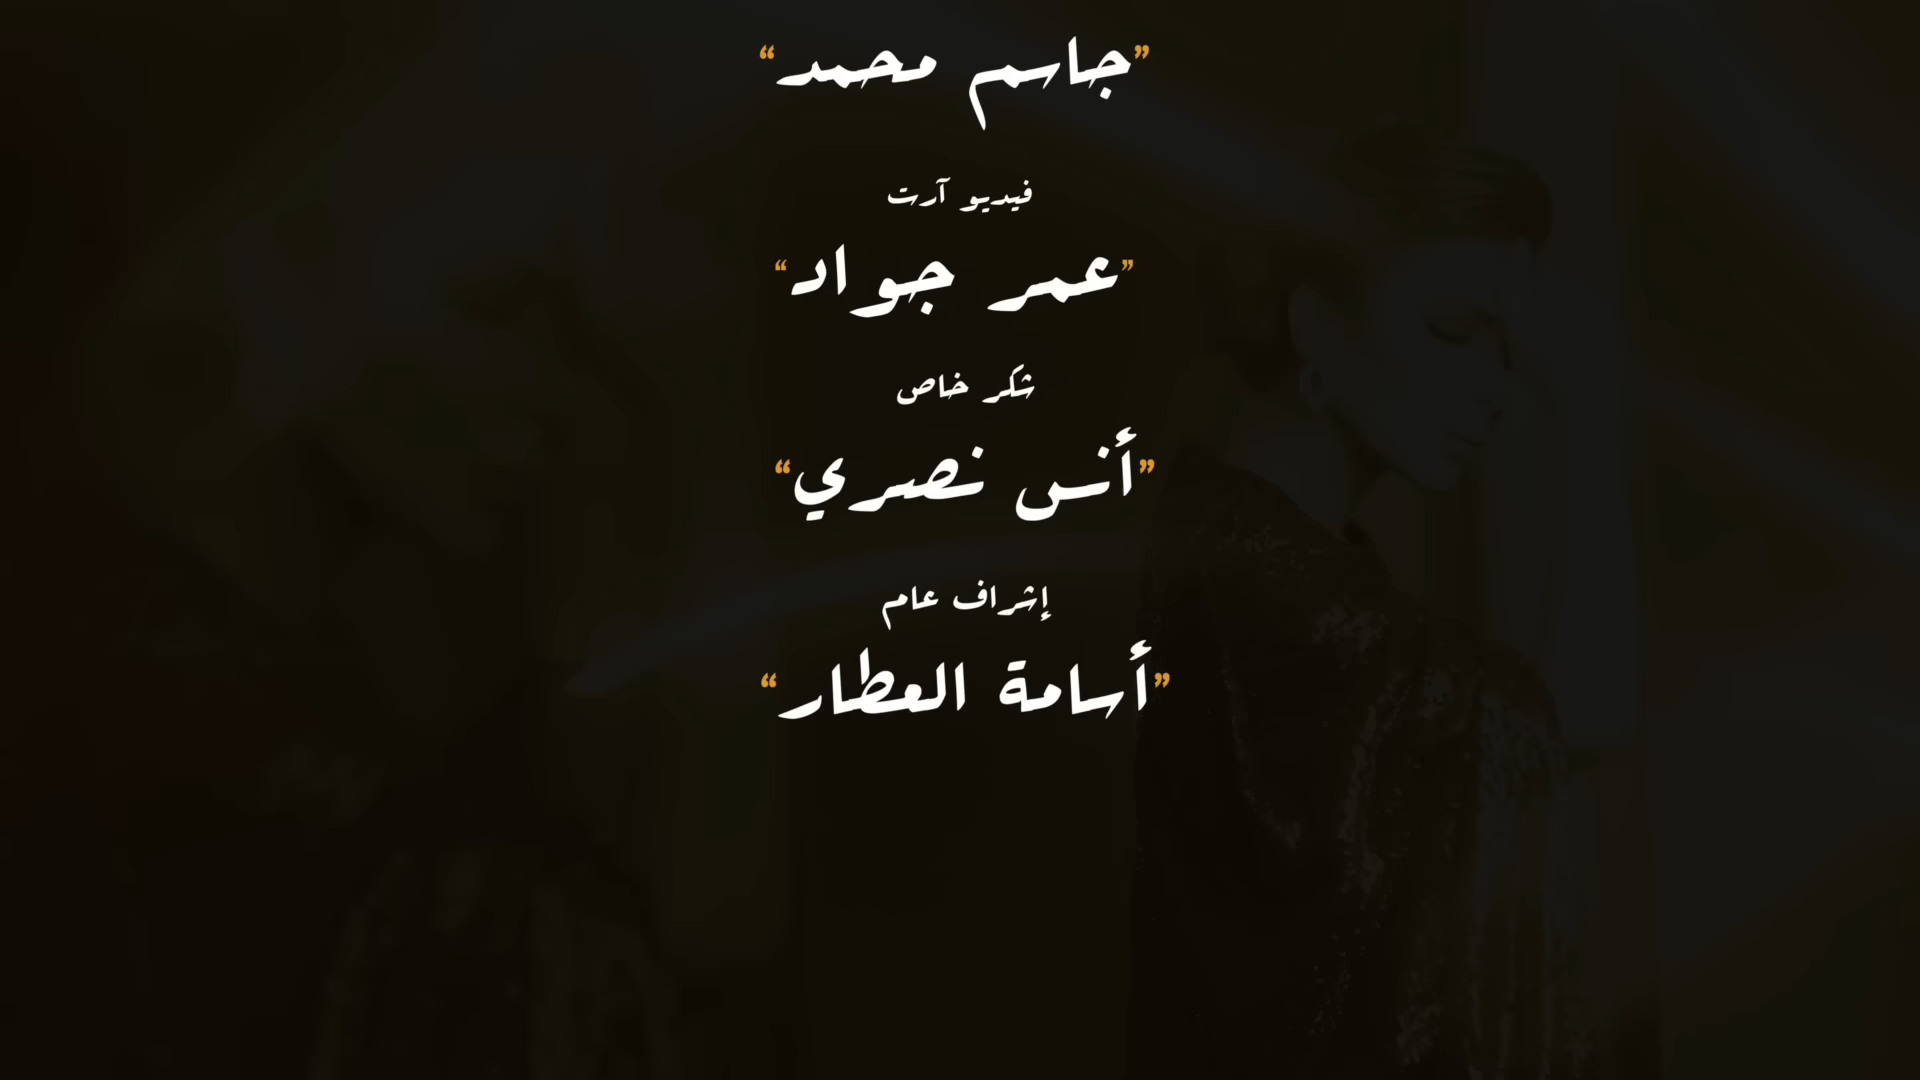 ”جاسم محمد“
فيديو آرت
”عمر جواد“
شكر خاص
”أنس نصري“
إشراف عام
”أسامة العطار“